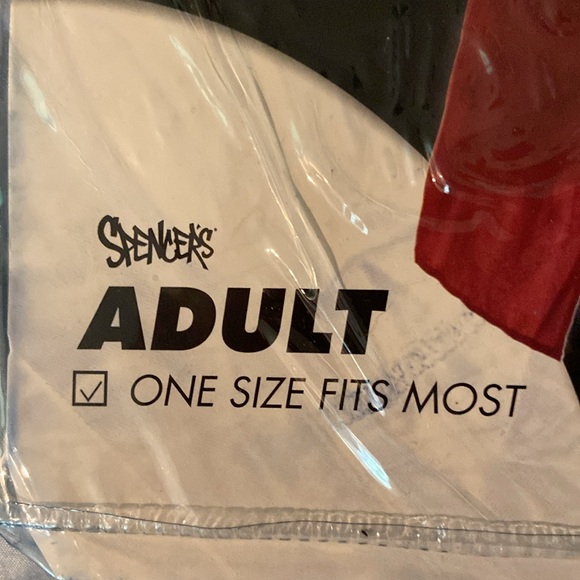 SPENCER'S
ADULT
☑ ONE SIZE FITS MOST